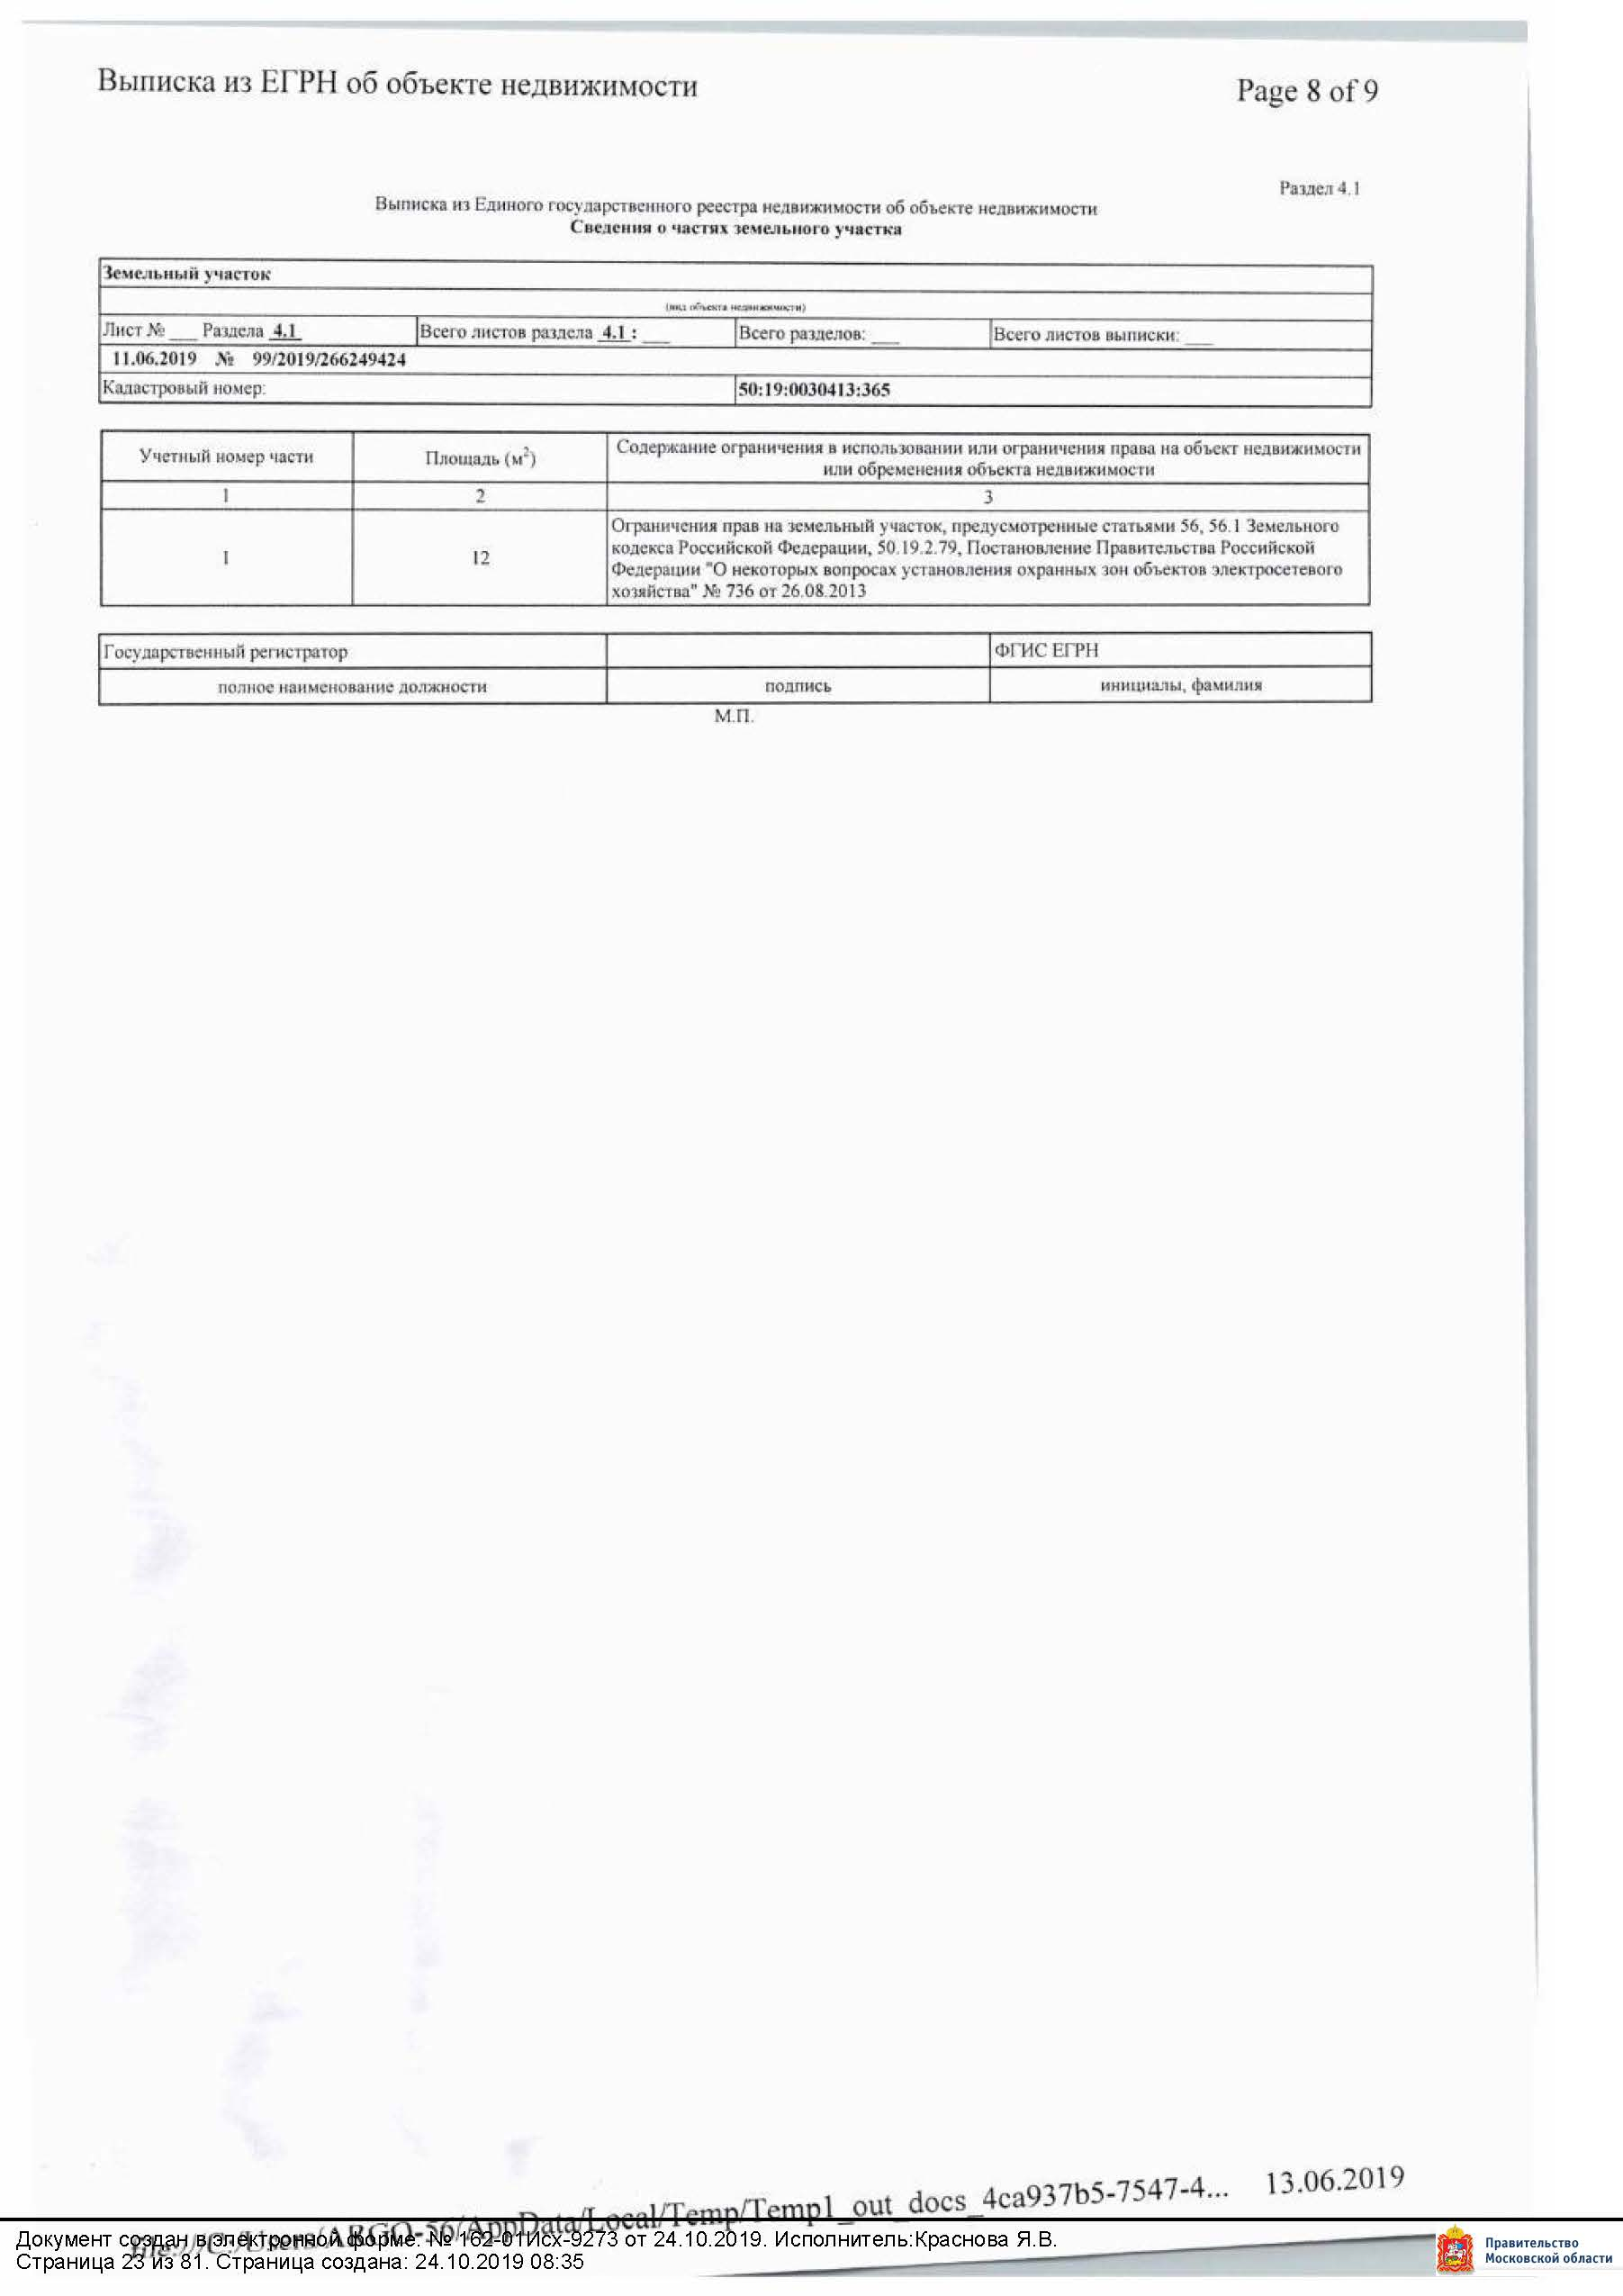 Выписка из ЕГРН об объекте недвижимости
Page 8 of 9
Раздел 4.1
Выписка из Единого государственного реестра недвижимости об объекте недвижимости
Сведения о частях земельного участка
Земельный участок
(вид объекта недвижимости)
Лист № ___ Раздела 4.1 Всего листов раздела 4.1 : ___ Всего разделов: ___ Всего листов выписки: ___
11.06.2019 № 99/2019/266249424
Кадастровый номер: 50:19:0030413:365
Учетный номер части
Площадь (м²)
Содержание ограничения в использовании или ограничения права на объект недвижимости
или обременения объекта недвижимости
1 2 3
1
12
Ограничения прав на земельный участок, предусмотренные статьями 56, 56.1 Земельного
кодекса Российской Федерации, 50.19.2.79, Постановление Правительства Российской
Федерации "О некоторых вопросах установления охранных зон объектов электросетевого
хозяйства" № 736 от 26.08.2013
Государственный регистратор ФГИС ЕГРН
полное наименование должности подпись инициалы, фамилия
М.П.
file://C:/Users/ARGO-56/AppData/Local/Temp/Temp1_out_docs_4ca937b5-7547-4... 13.06.2019
Документ создан в электронной форме. № 162-01Исх-9273 от 24.10.2019. Исполнитель:Краснова Я.В.
Страница 23 из 81. Страница создана: 24.10.2019 08:35
Правительство
Московской области